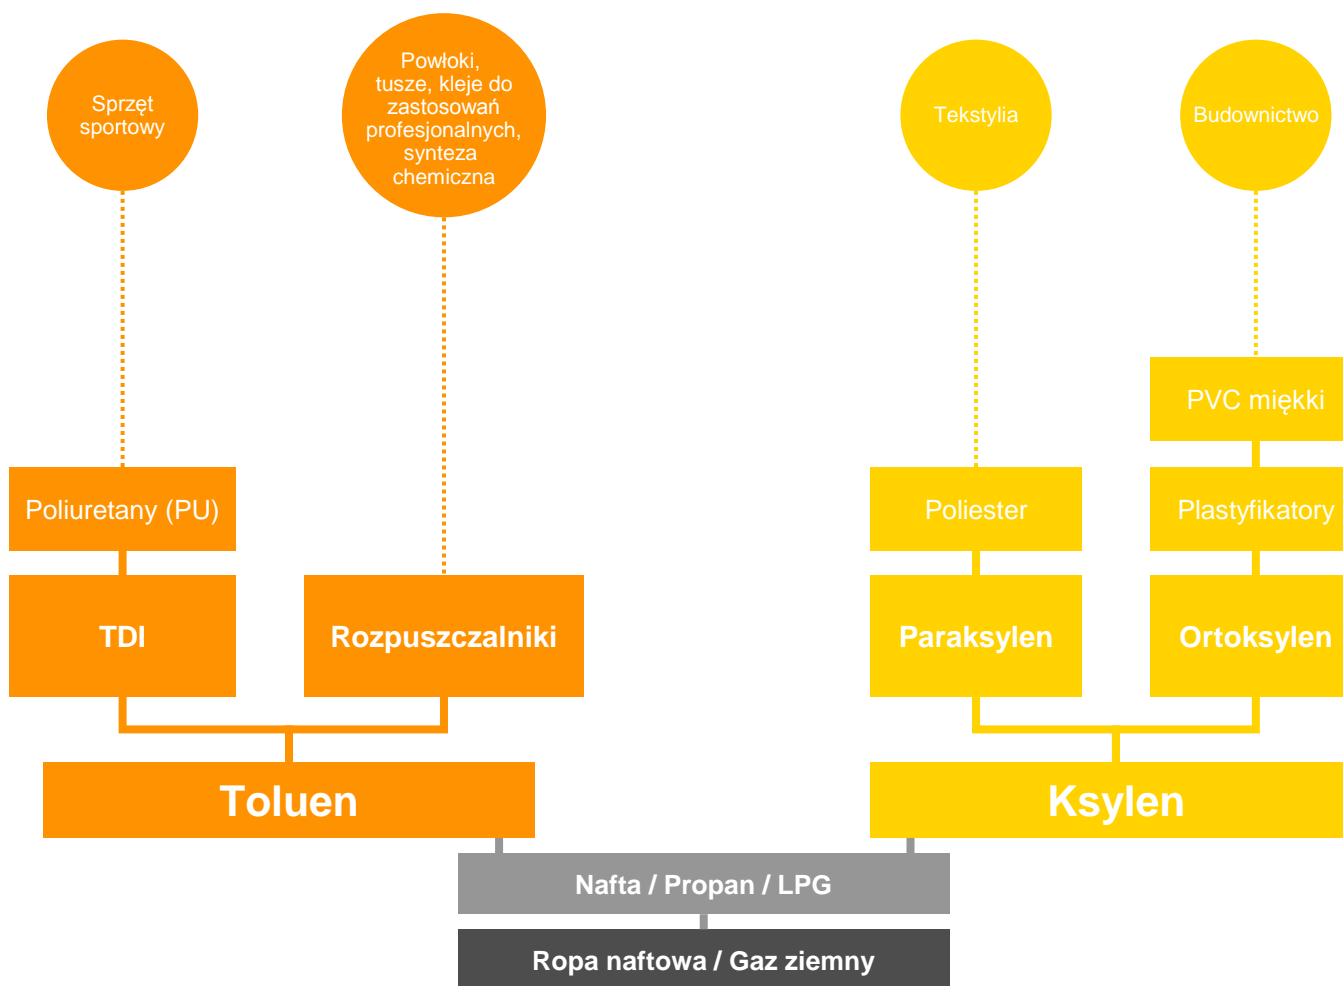 Sprzęt
sportowy
Powłoki,
tusze, kleje do
zastosowań
profesjonalnych,
synteza
chemiczna
Tekstylia
Budownictwo
PVC miękki
Poliuretany (PU)
Poliester
Plastyfikatory
TDI
Rozpuszczalniki
Paraksylen
Ortoksylen
Toluen
Ksylen
Nafta / Propan / LPG
Ropa naftowa / Gaz ziemny